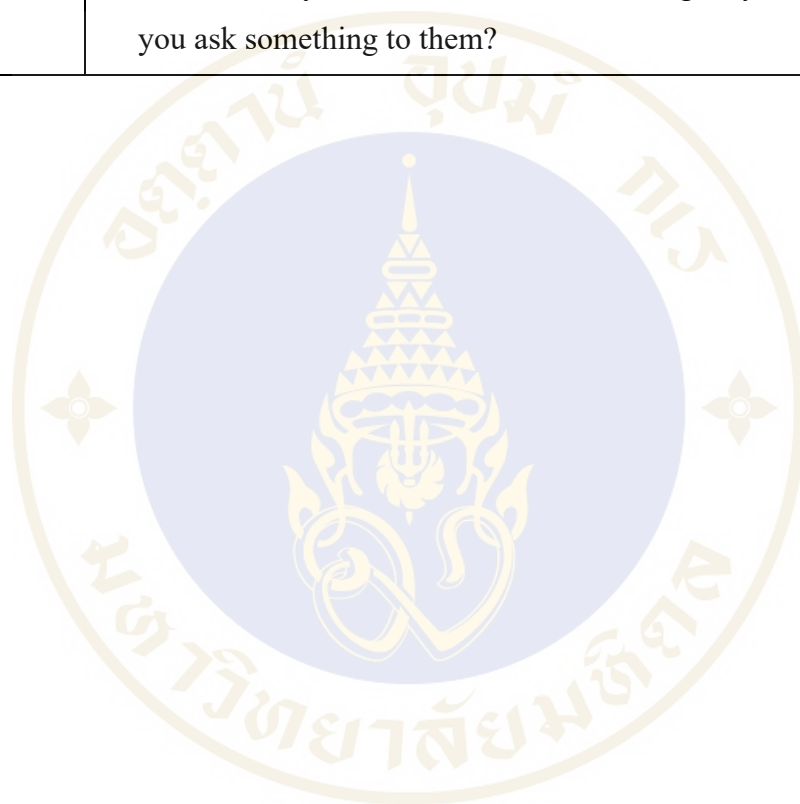 you ask something to them?
อตฺตานํ อุปมํ กเร
มหาวิทยาลัยมหิดล